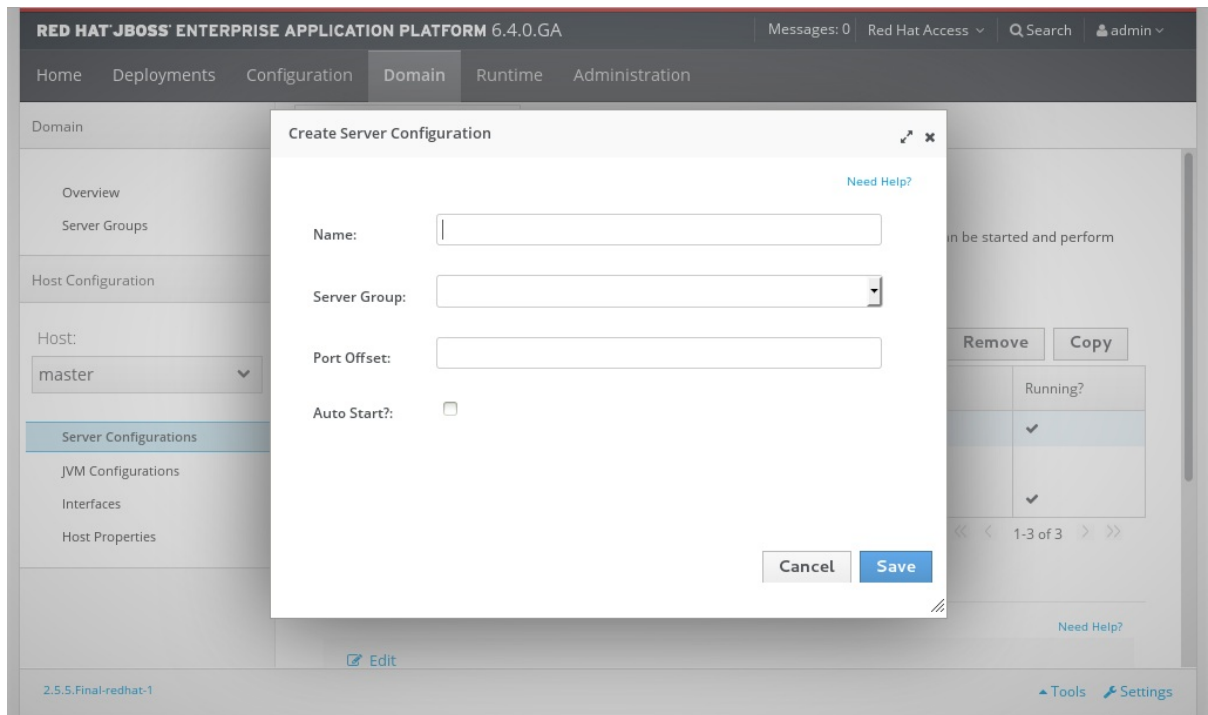 RED HAT JBOSS ENTERPRISE APPLICATION PLATFORM 6.4.0.GA Messages: 0 Red Hat Access Search admin
Home Deployments Configuration Domain Runtime Administration
Domain
Create Server Configuration
Need Help?
Overview
Server Groups
Name:
n be started and perform
Host Configuration
Server Group:
Host:
master
Port Offset:
Remove Copy
Running?
Auto Start?:
Server Configurations
JVM Configurations
Interfaces
Host Properties
1-3 of 3
Cancel Save
Need Help?
Edit
2.5.5.Final-redhat-1 Tools Settings